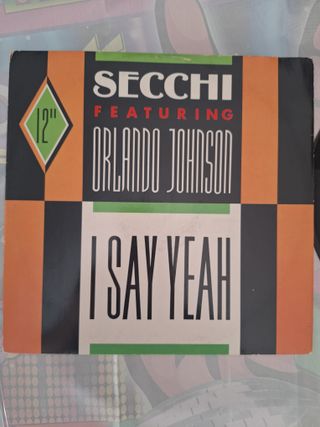 12"
SECCHI
FEATURING
ORLANDO JOHNSON
I SAY YEAH